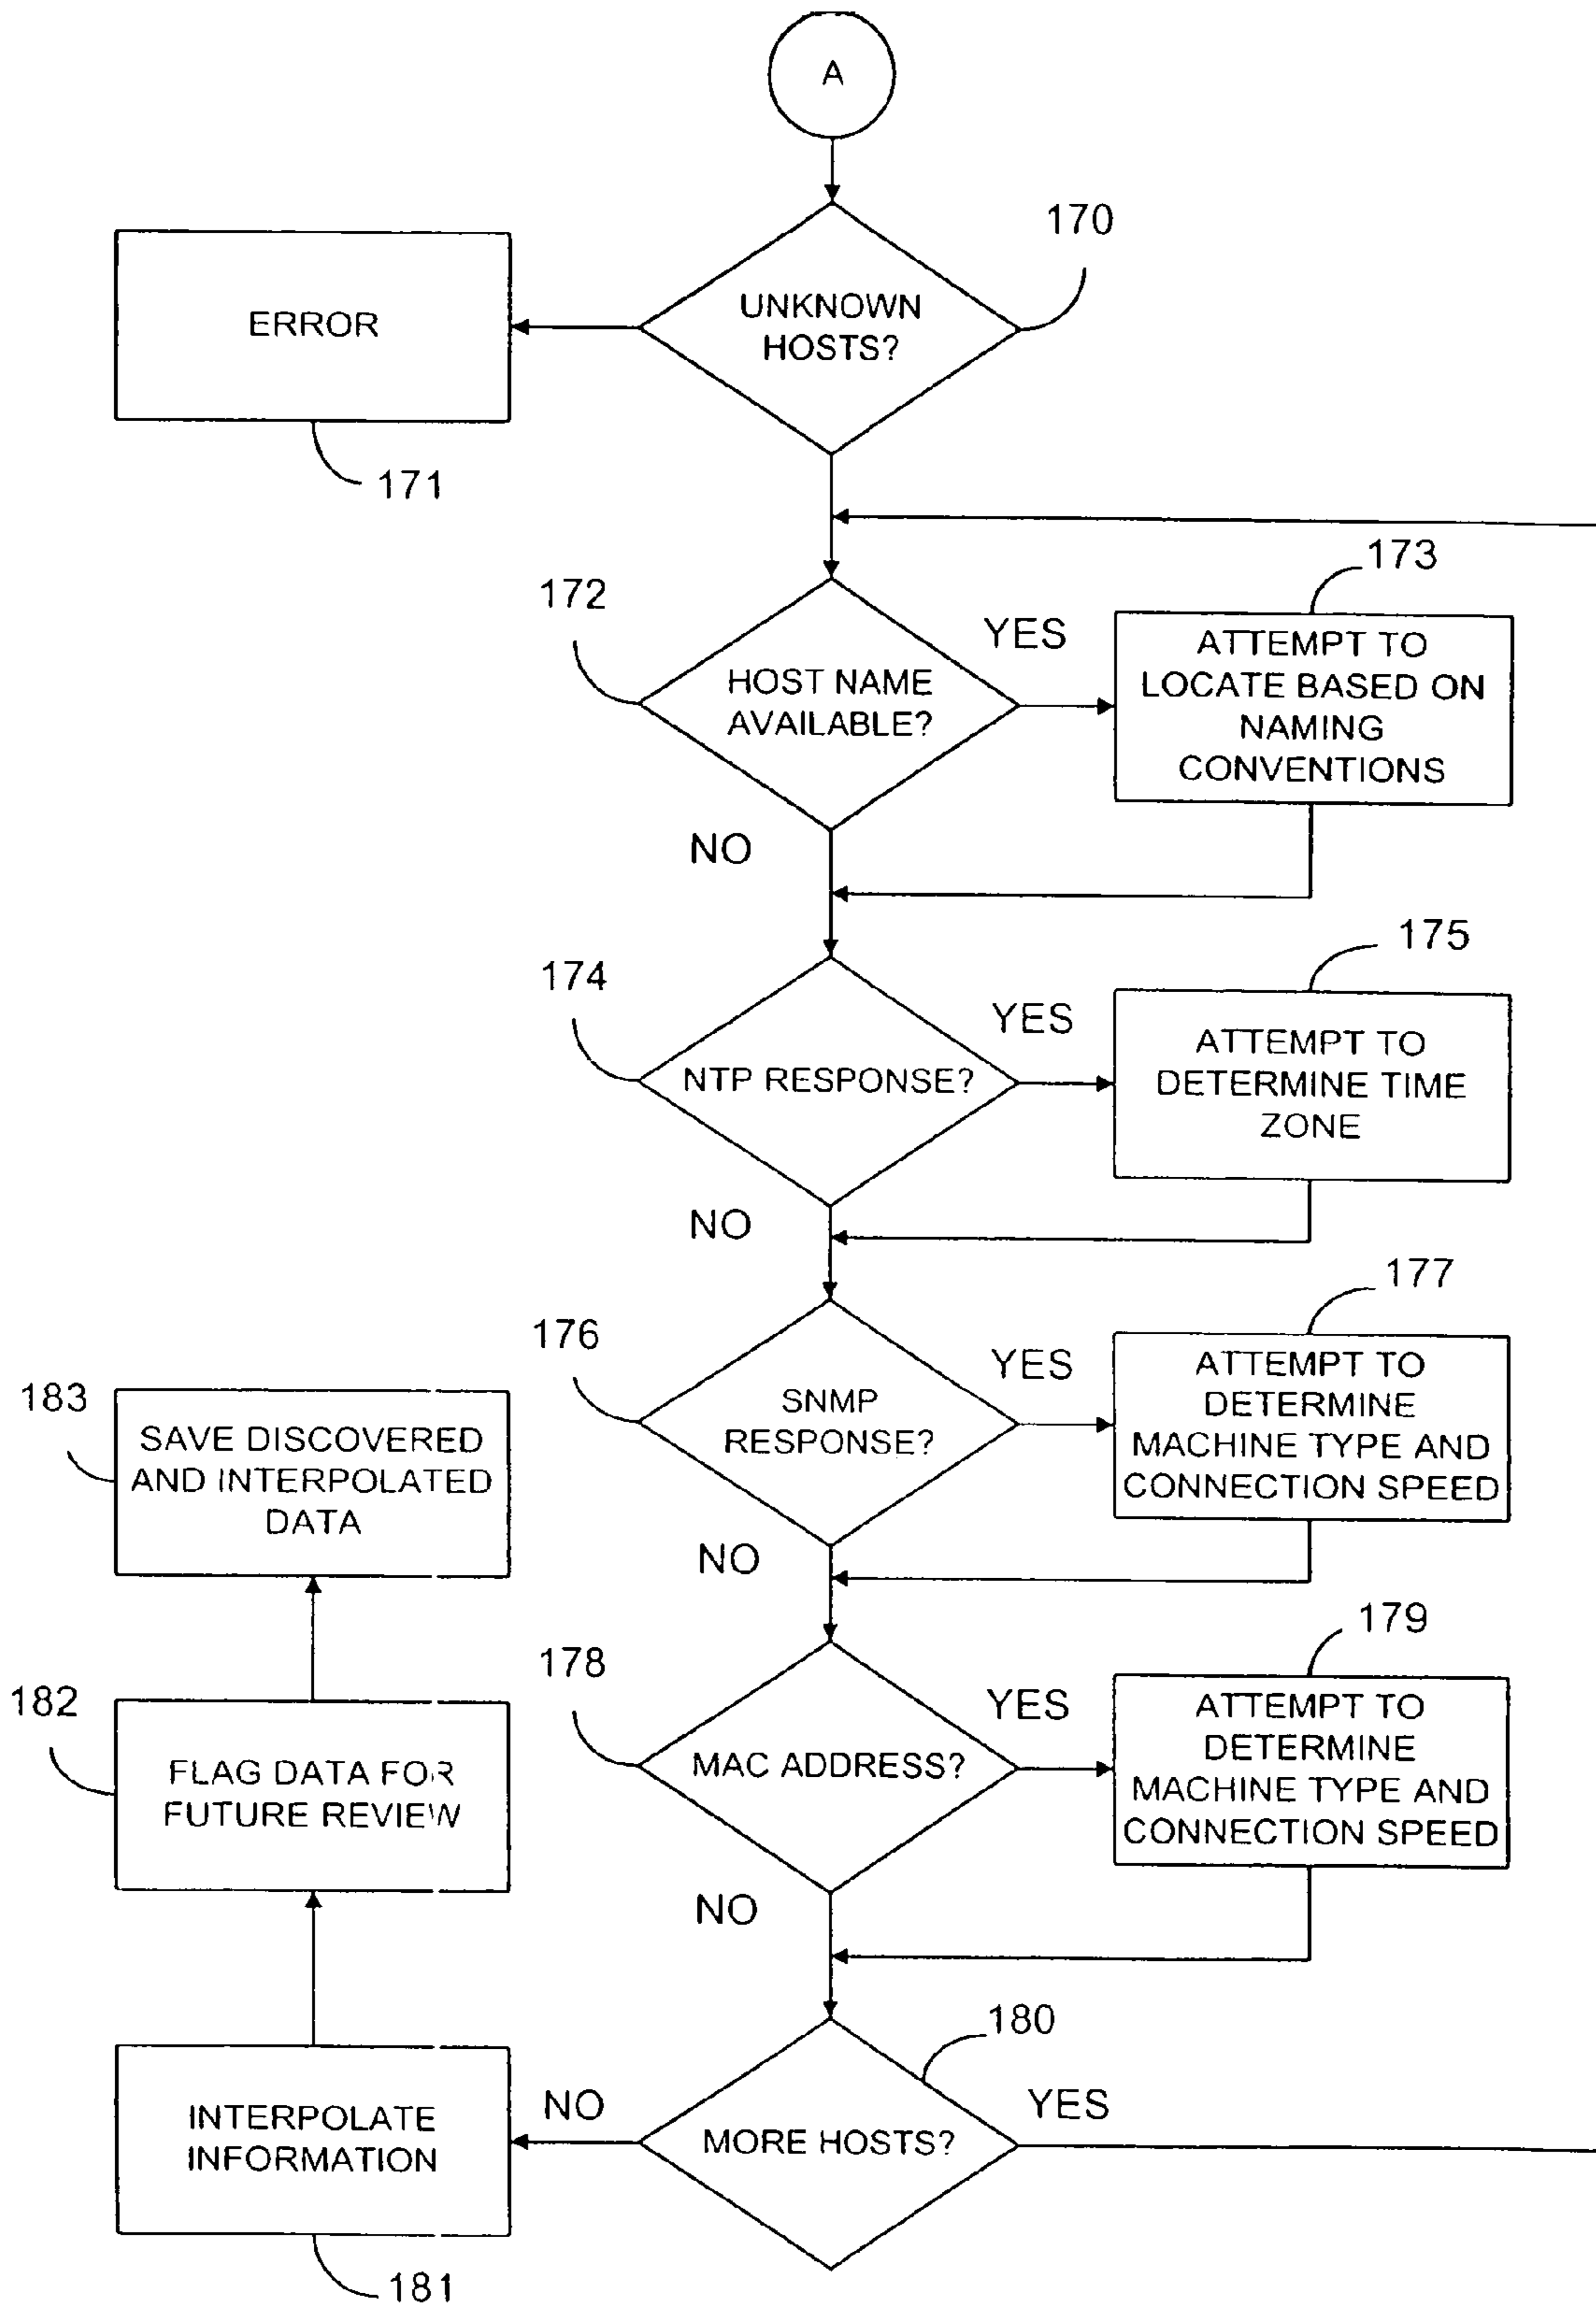 A
170
UNKNOWN
HOSTS?
ERROR
171
172
HOST NAME
AVAILABLE?
YES
173
ATTEMPT TO
LOCATE BASED ON
NAMING
CONVENTIONS
NO
174
NTP RESPONSE?
YES
175
ATTEMPT TO
DETERMINE TIME
ZONE
NO
176
SNMP
RESPONSE?
YES
177
ATTEMPT TO
DETERMINE
MACHINE TYPE AND
CONNECTION SPEED
NO
178
MAC ADDRESS?
YES
179
ATTEMPT TO
DETERMINE
MACHINE TYPE AND
CONNECTION SPEED
NO
180
MORE HOSTS?
YES
NO
INTERPOLATE
INFORMATION
181
182
FLAG DATA FOR
FUTURE REVIEW
183
SAVE DISCOVERED
AND INTERPOLATED
DATA